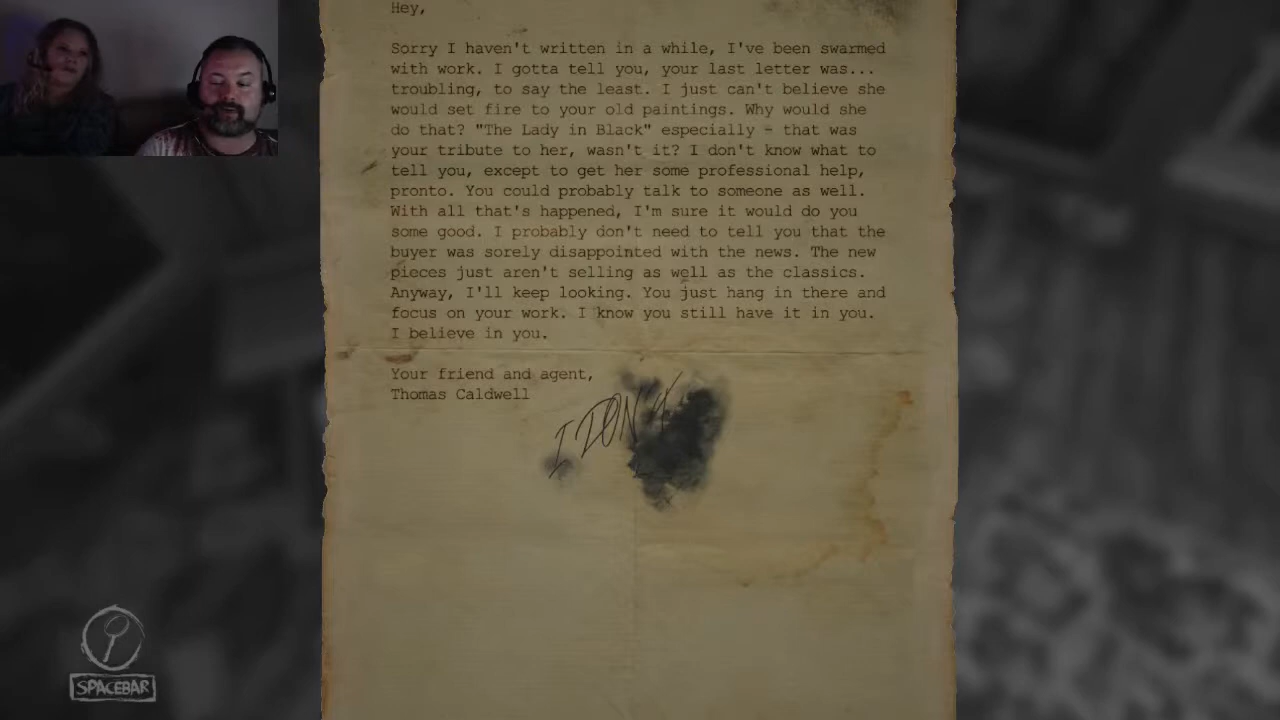 Hey,
Sorry I haven't written in a while, I've been swarmed
with work. I gotta tell you, your last letter was...
troubling, to say the least. I just can't believe she
would set fire to your old paintings. Why would she
do that? "The Lady in Black" especially - that was
your tribute to her, wasn't it? I don't know what to
tell you, except to get her some professional help,
pronto. You could probably talk to someone as well.
With all that's happened, I'm sure it would do you
some good. I probably don't need to tell you that the
buyer was sorely disappointed with the news. The new
pieces just aren't selling as well as the classics.
Anyway, I'll keep looking. You just hang in there and
focus on your work. I know you still have it in you.
I believe in you.
Your friend and agent,
Thomas Caldwell
I DON'T
SPACEBAR